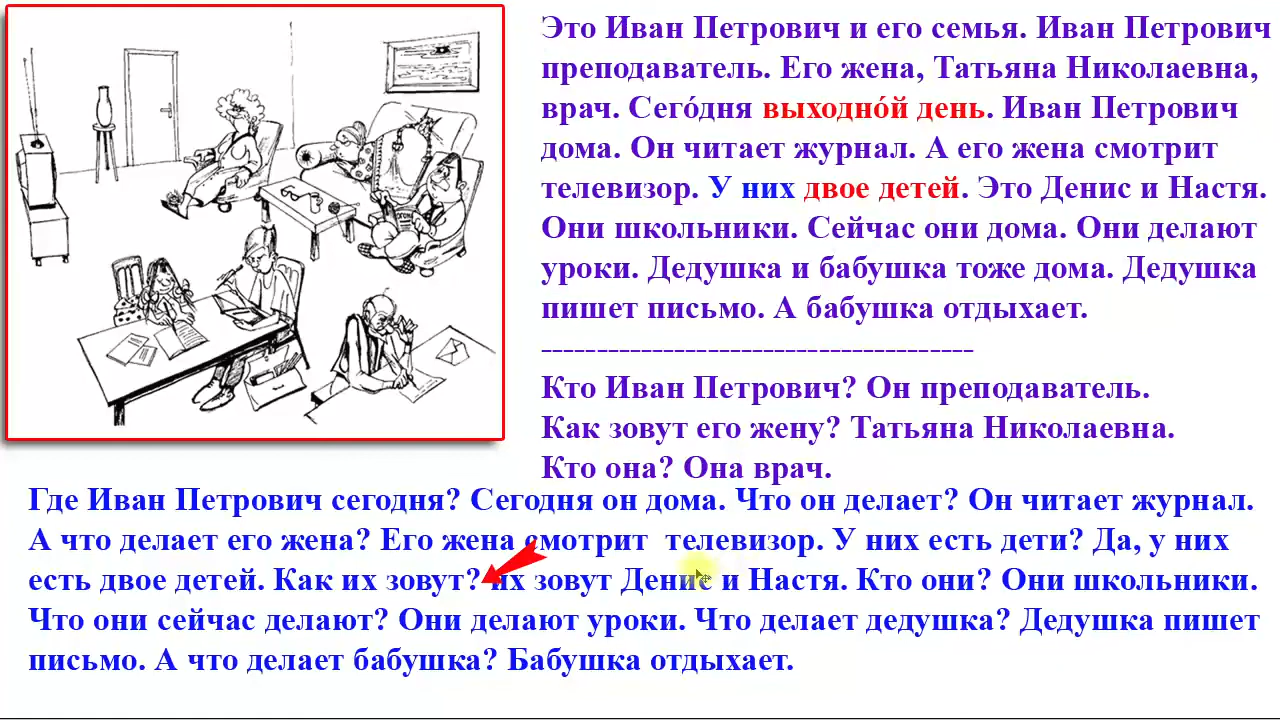 Это Иван Петрович и его семья. Иван Петрович
преподаватель. Его жена, Татьяна Николаевна,
врач. Сего́дня выходно́й день. Иван Петрович
дома. Он читает журнал. А его жена смотрит
телевизор. У них двое детей. Это Денис и Настя.
Они школьники. Сейчас они дома. Они делают
уроки. Дедушка и бабушка тоже дома. Дедушка
пишет письмо. А бабушка отдыхает.
---------------------------------------
Кто Иван Петрович? Он преподаватель.
Как зовут его жену? Татьяна Николаевна.
Кто она? Она врач.
Где Иван Петрович сегодня? Сегодня он дома. Что он делает? Он читает журнал.
А что делает его жена? Его жена смотрит телевизор. У них есть дети? Да, у них
есть двое детей. Как их зовут? Их зовут Денис и Настя. Кто они? Они школьники.
Что они сейчас делают? Они делают уроки. Что делает дедушка? Дедушка пишет
письмо. А что делает бабушка? Бабушка отдыхает.